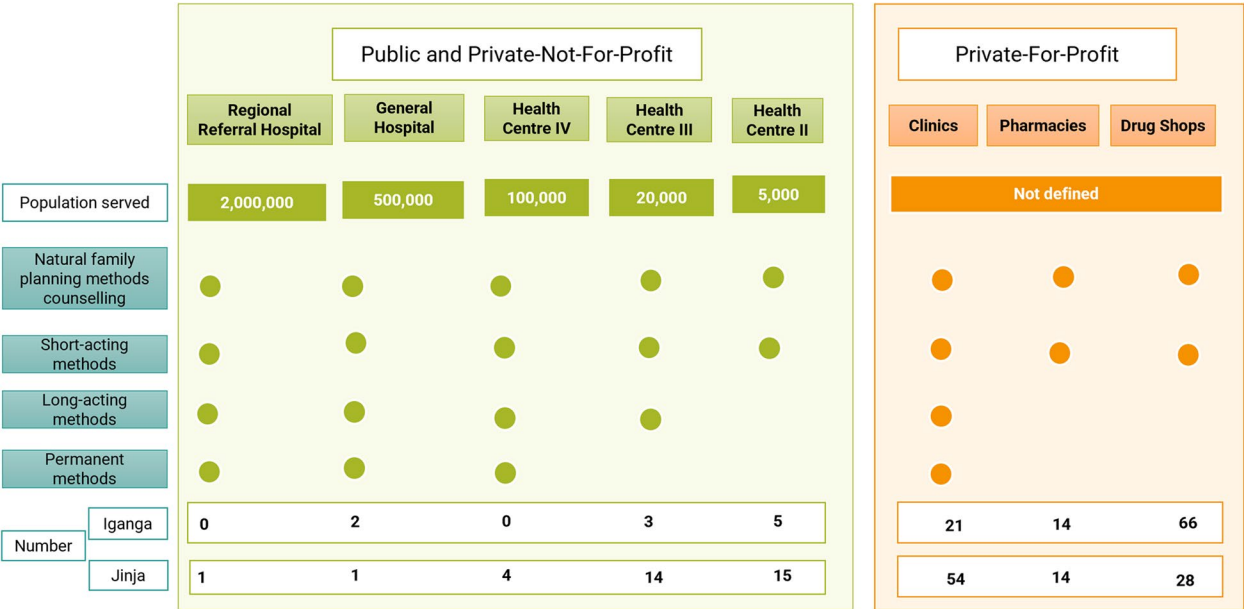 Public and Private-Not-For-Profit
Private-For-Profit
Regional
Referral Hospital
General
Hospital
Health
Centre IV
Health
Centre III
Health
Centre II
Clinics
Pharmacies
Drug Shops
Population served
2,000,000
500,000
100,000
20,000
5,000
Not defined
Natural family
planning methods
counselling
Short-acting
methods
Long-acting
methods
Permanent
methods
Number
Iganga
0
2
0
3
5
21
14
66
Jinja
1
1
4
14
15
54
14
28